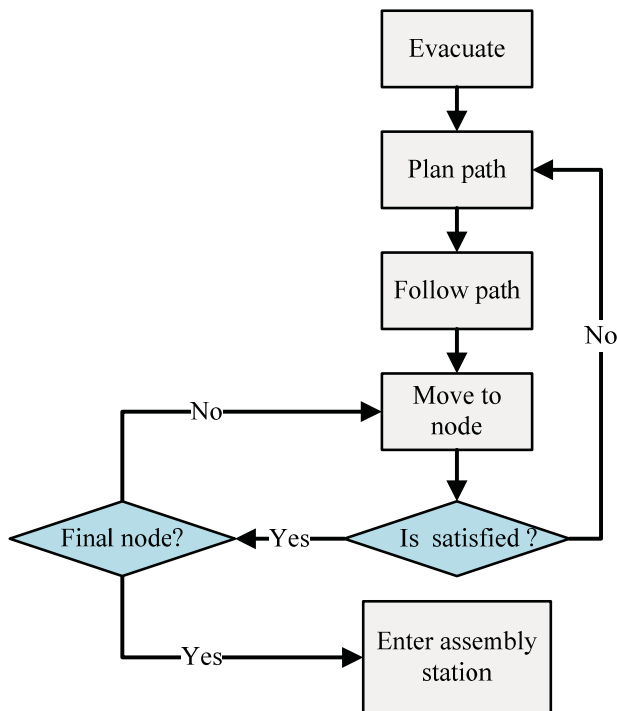 Evacuate
Plan path
Follow path
No
Move to
node
No
Final node?
Yes
Is satisfied ?
Enter assembly
station
Yes